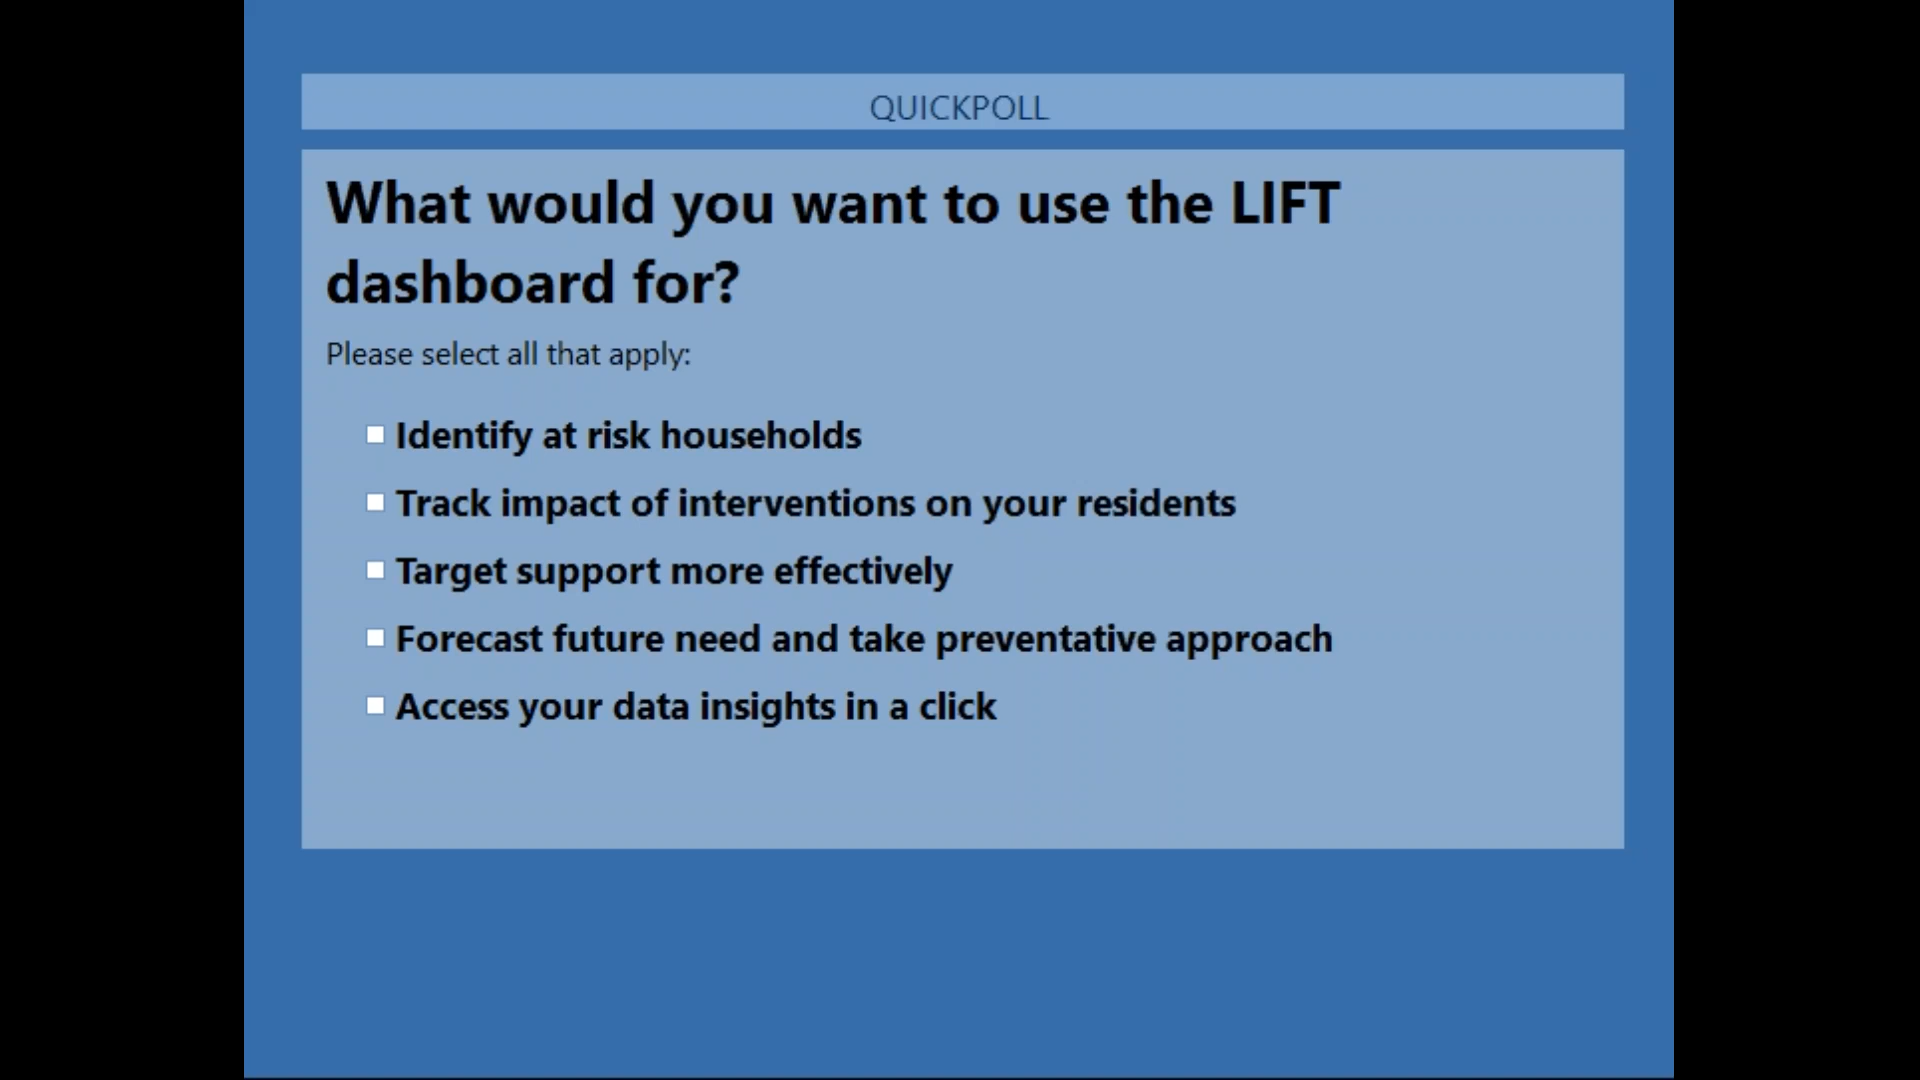 QUICKPOLL
What would you want to use the LIFT
dashboard for?
Please select all that apply:
Identify at risk households
Track impact of interventions on your residents
Target support more effectively
Forecast future need and take preventative approach
Access your data insights in a click